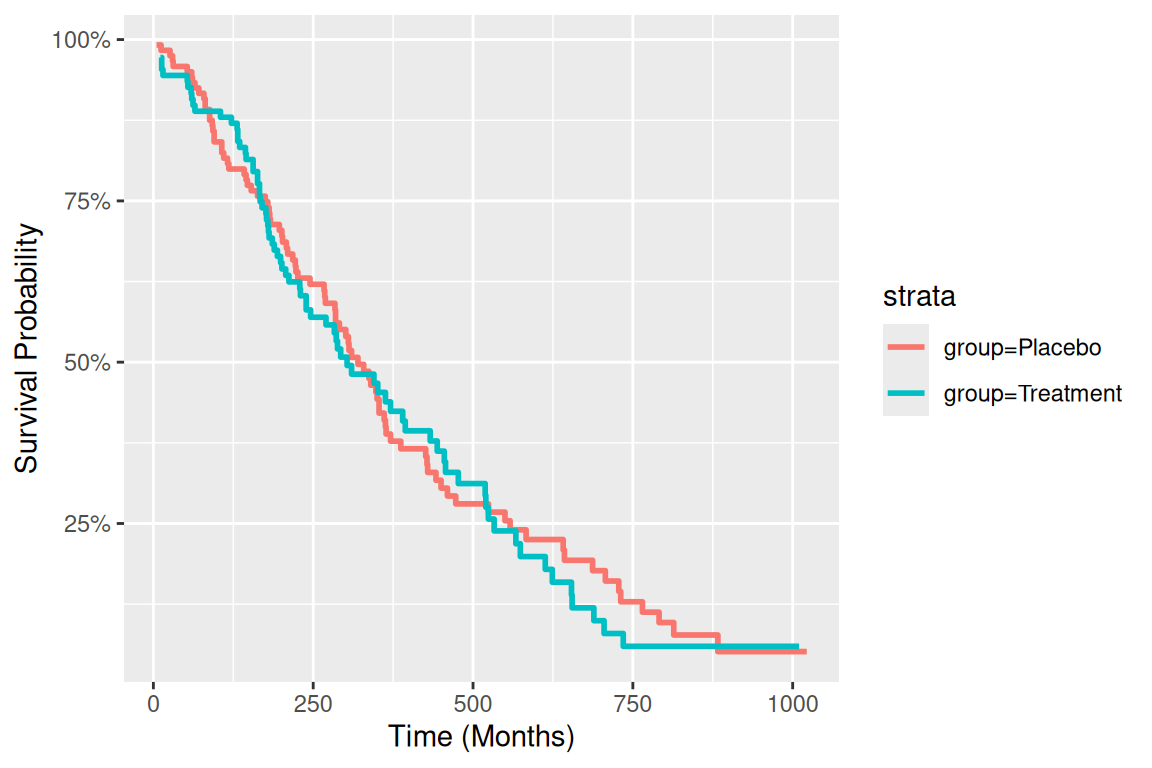 100%
75%
50%
25%
Survival Probability
0 250 500 750 1000
Time (Months)
strata
group=Placebo
group=Treatment